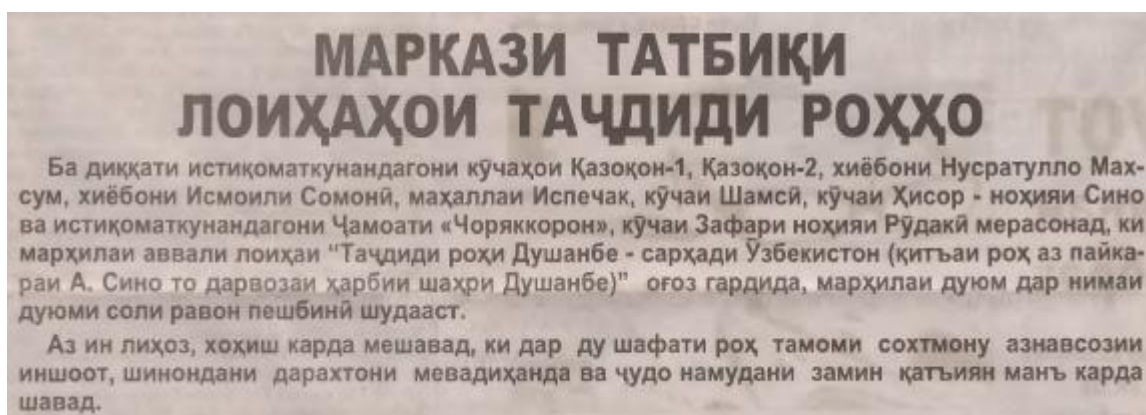 МАРКАЗИ ТАТБИҚИ
ЛОИҲАҲОИ ТАҶДИДИ РОҲҲО
Ба диққати истиқоматкунандагони кӯчаҳои Қазоқон-1, Қазоқон-2, хиёбони Нусратулло Мах-
сум, хиёбони Исмоили Сомонӣ, маҳаллаи Испечак, кӯчаи Шамсӣ, кӯчаи Ҳисор - ноҳияи Сино
ва истиқоматкунандагони Ҷамоати «Чоряккорон», кӯчаи Зафари ноҳияи Рӯдакӣ мерасонад, ки
марҳилаи аввали лоиҳаи “Таҷдиди роҳи Душанбе - сарҳади Ӯзбекистон (қитъаи роҳ аз пайка-
раи А. Сино то дарвозаи ҳарбии шаҳри Душанбе)” оғоз гардида, марҳилаи дуюм дар нимаи
дуюми соли равон пешбинӣ шудааст.
Аз ин лиҳоз, хоҳиш карда мешавад, ки дар ду шафати роҳ тамоми сохтмону азнавсозии
иншоот, шинондани дарахтони мевадиҳанда ва ҷудо намудани замин қатъиян манъ карда
шавад.